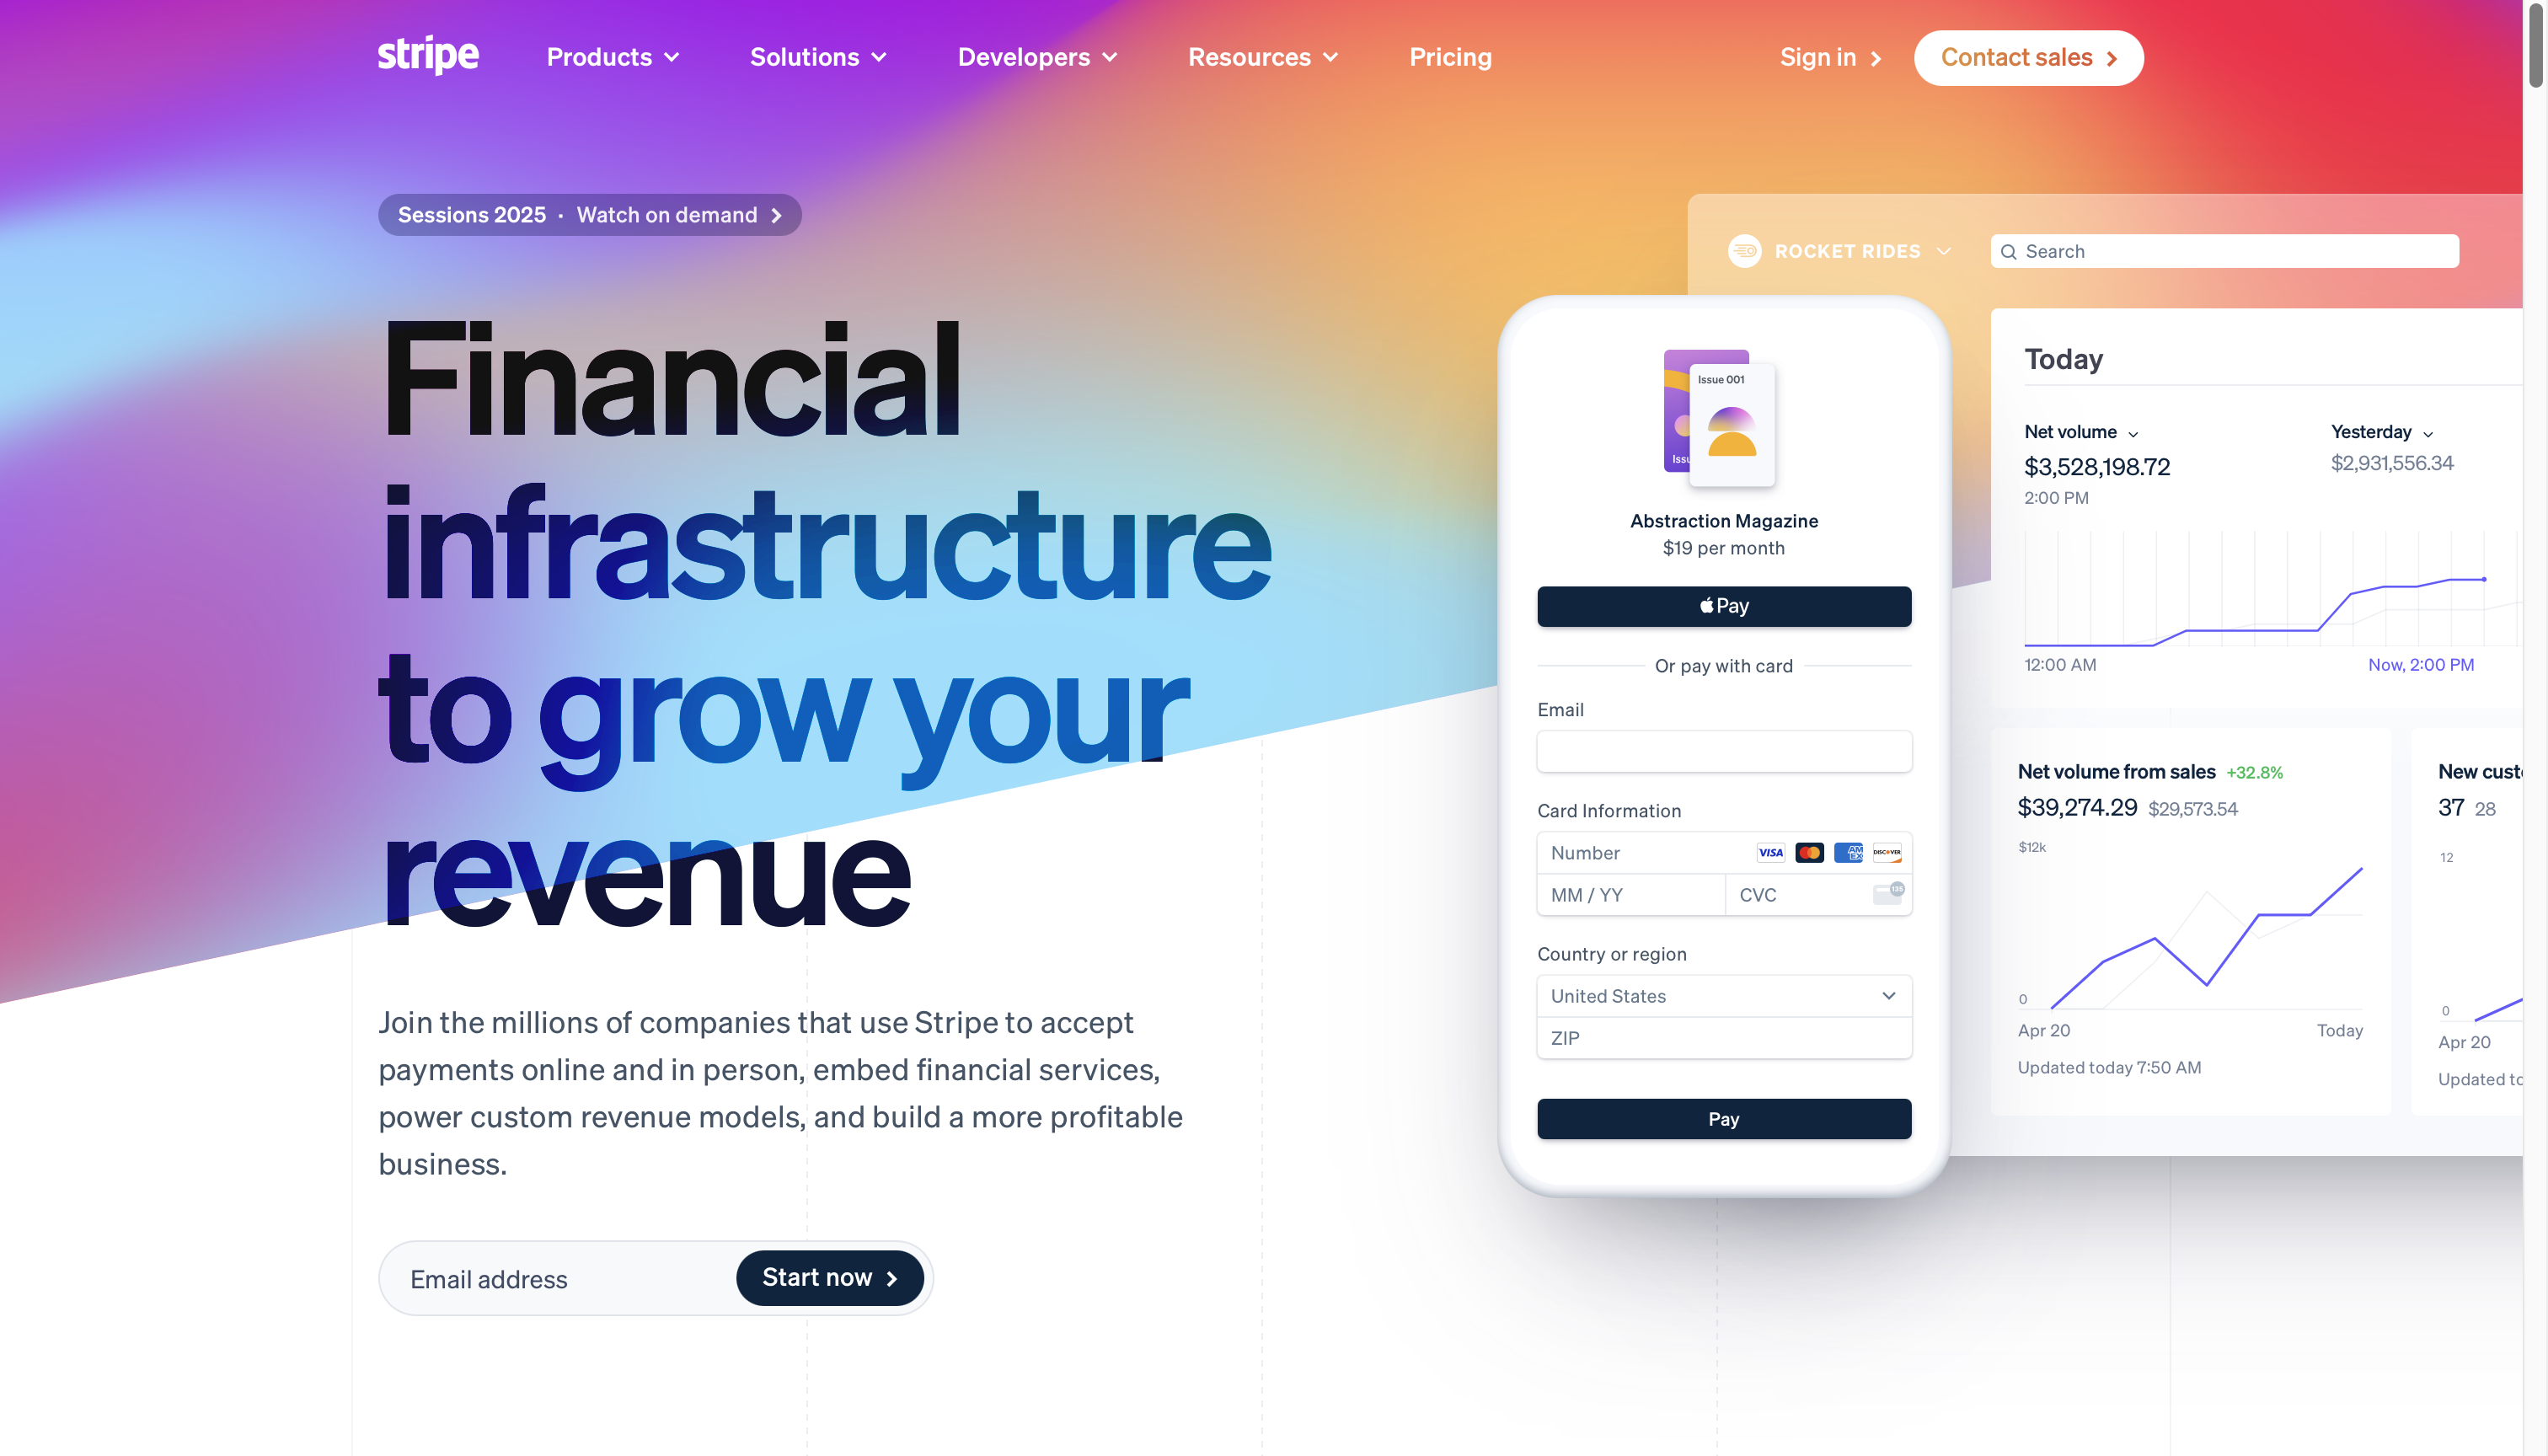 stripe
Products
Solutions
Developers
Resources
Pricing
Sign in
Contact sales
Sessions 2025 · Watch on demand
Financial
infrastructure
to grow your
revenue
Join the millions of companies that use Stripe to accept
payments online and in person, embed financial services,
power custom revenue models, and build a more profitable
business.
Email address
Start now
Issue 001
Abstraction Magazine
$19 per month
Pay
Or pay with card
Email
Card Information
Number
VISA
AM
EX
DISCOVER
MM / YY
CVC
135
Country or region
United States
ZIP
Pay
ROCKET RIDES
Search
Today
Net volume
$3,528,198.72
2:00 PM
Yesterday
$2,931,556.34
12:00 AM
Now, 2:00 PM
Net volume from sales +32.8%
$39,274.29 $29,573.54
$12k
0
Apr 20
Today
Updated today 7:50 AM
New
37 28
12
0
Apr 20
Updated